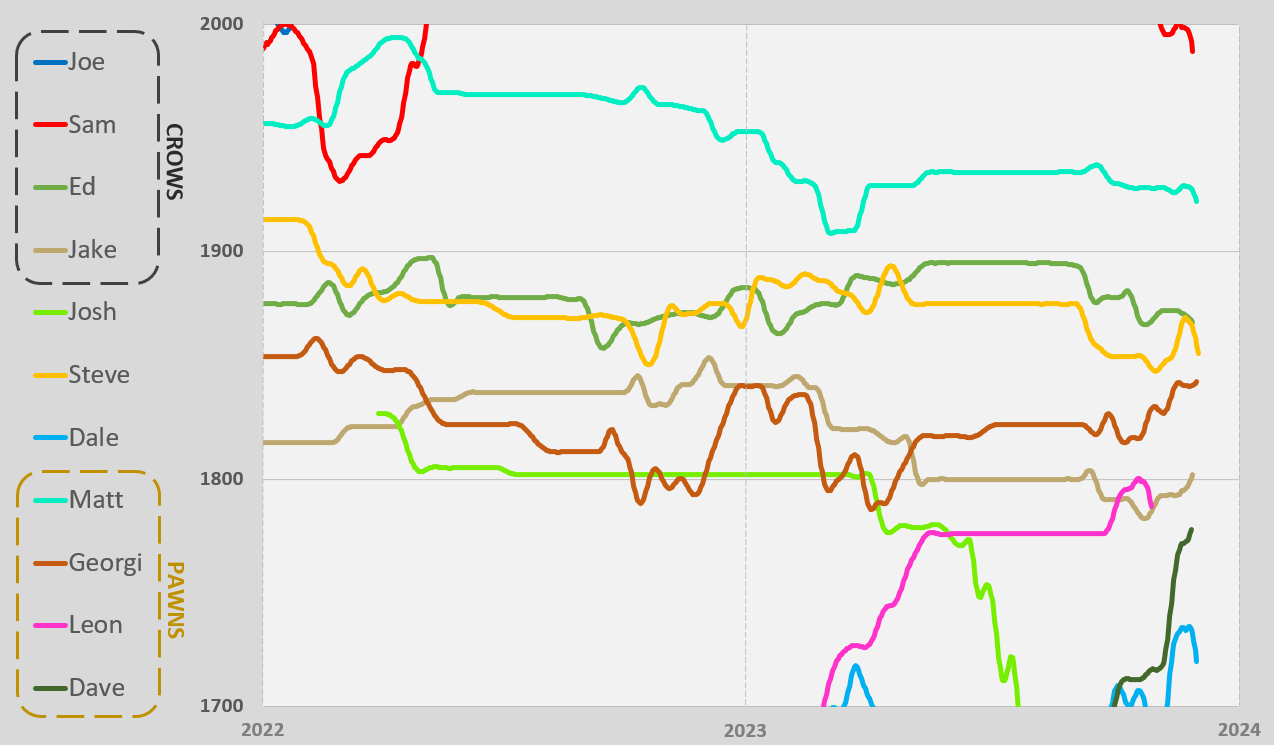 Joe
Sam
Ed
Jake
CROWS
Josh
Steve
Dale
Matt
Georgi
Leon
Dave
PAWNS
2000
1900
1800
1700
2022
2023
2024